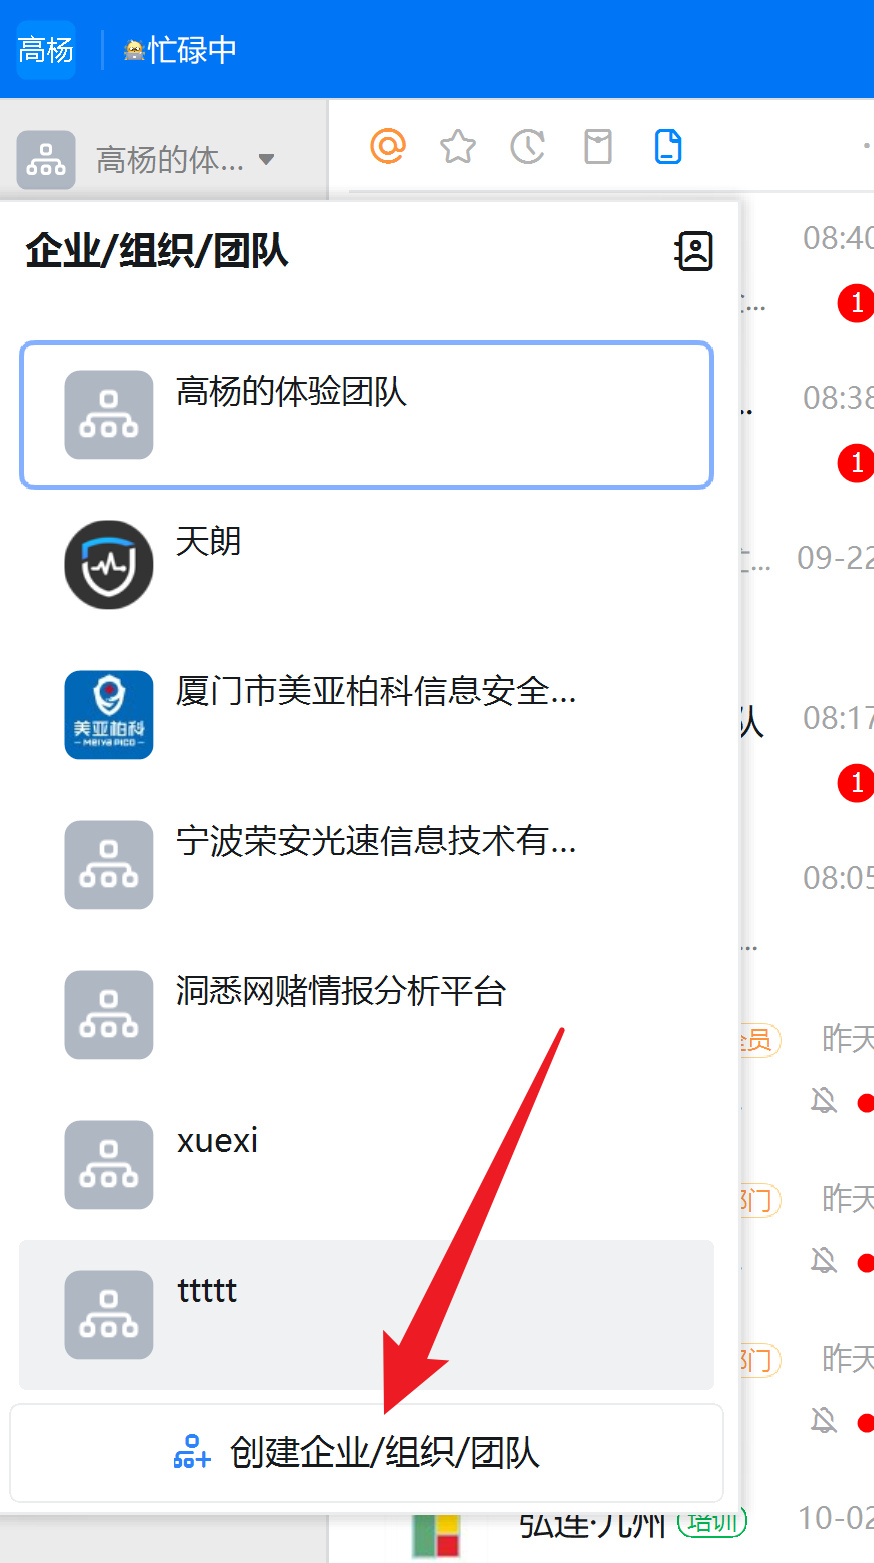 高杨
忙碌中
高杨的体...
企业/组织/团队
08:40
1
高杨的体验团队
08:38
1
天朗
09-22
厦门市美亚柏科信息安全...
美亚柏科
MEIYA PICO
队
08:17
1
宁波荣安光速信息技术有...
08:05
洞悉网赌情报分析平台
全员
昨天
xuexi
部门
昨天
ttttt
部门
昨天
创建企业/组织/团队
弘连·九州
培训
10-02